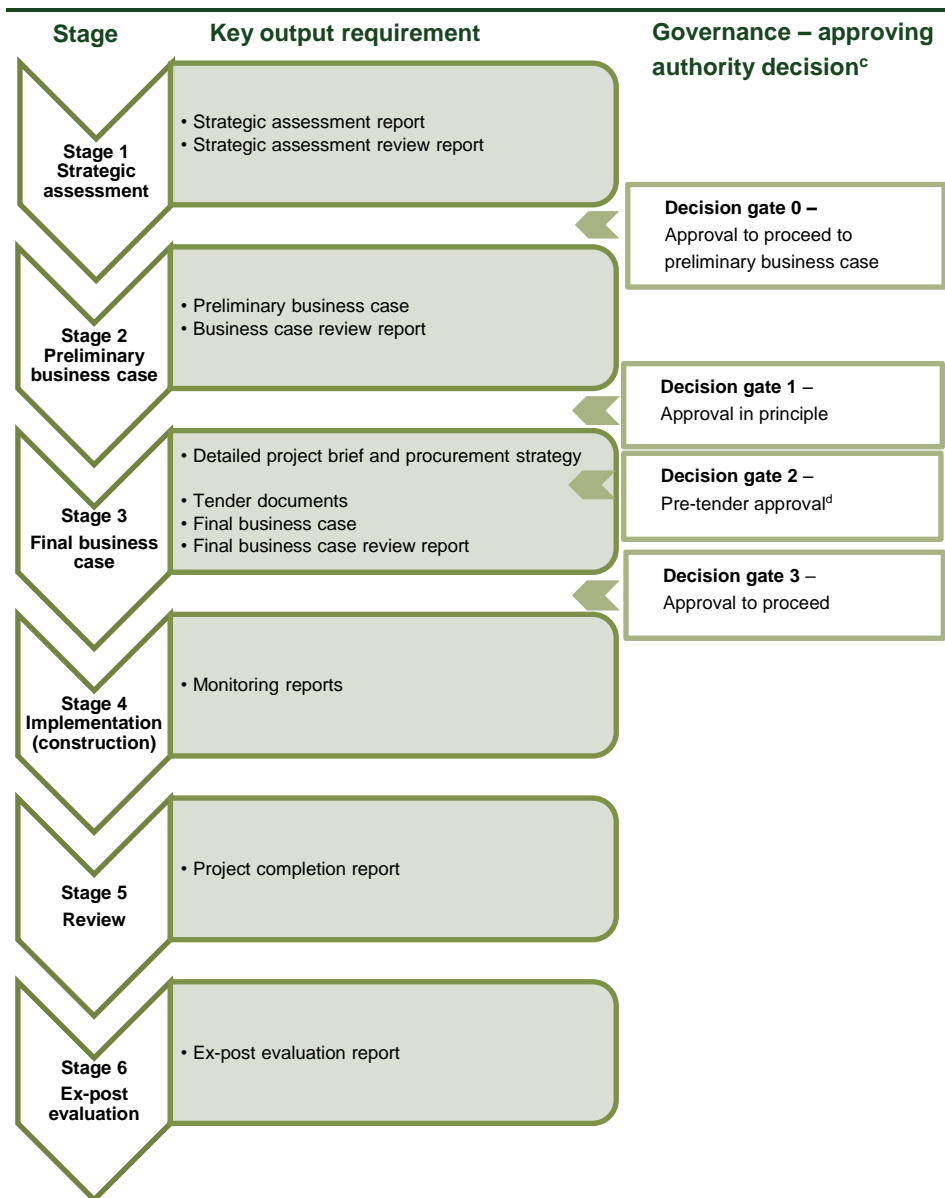 Stage
Key output requirement
Governance – approving
authority decisionᶜ
Stage 1
Strategic
assessment
• Strategic assessment report
• Strategic assessment review report
Decision gate 0 –
Approval to proceed to
preliminary business case
Stage 2
Preliminary
business case
• Preliminary business case
• Business case review report
Decision gate 1 –
Approval in principle
Stage 3
Final business
case
• Detailed project brief and procurement strategy
• Tender documents
• Final business case
• Final business case review report
Decision gate 2 –
Pre-tender approvalᵈ
Decision gate 3 –
Approval to proceed
Stage 4
Implementation
(construction)
• Monitoring reports
Stage 5
Review
• Project completion report
Stage 6
Ex-post
evaluation
• Ex-post evaluation report